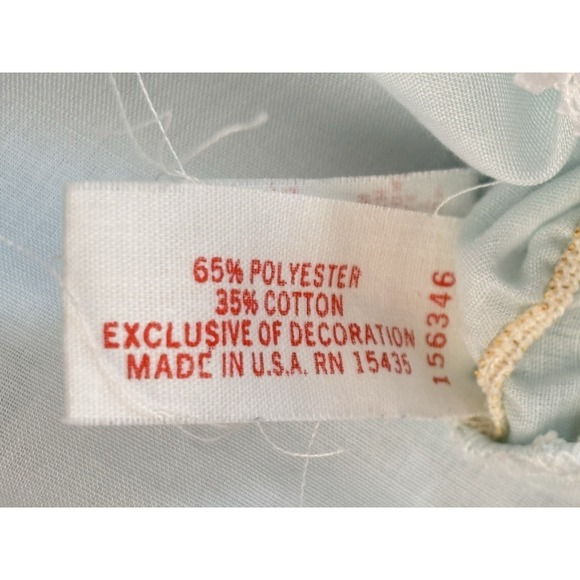 65% POLYESTER
35% COTTON
EXCLUSIVE OF DECORATION
MADE IN U.S.A. RN 15435
156346